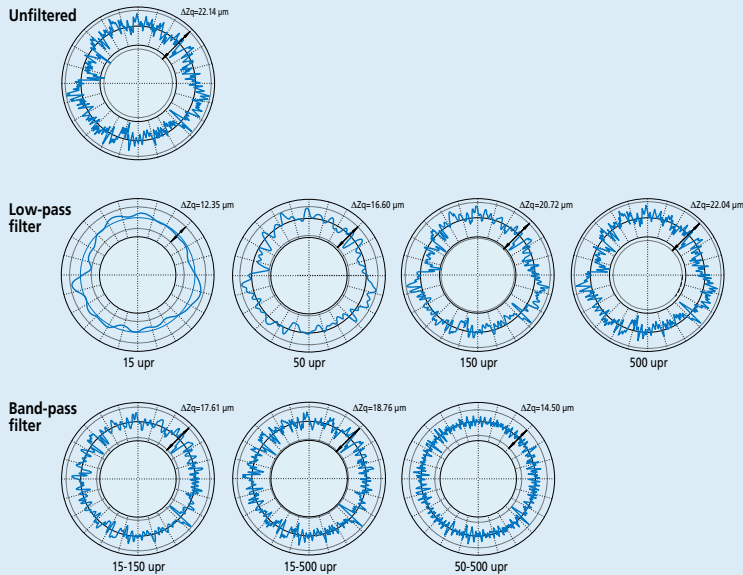 Unfiltered
ΔZq=22.14 µm
Low-pass
filter
ΔZq=12.35 µm
ΔZq=16.60 µm
ΔZq=20.72 µm
ΔZq=22.04 µm
15 upr
50 upr
150 upr
500 upr
Band-pass
filter
ΔZq=17.61 µm
ΔZq=18.76 µm
ΔZq=14.50 µm
15-150 upr
15-500 upr
50-500 upr